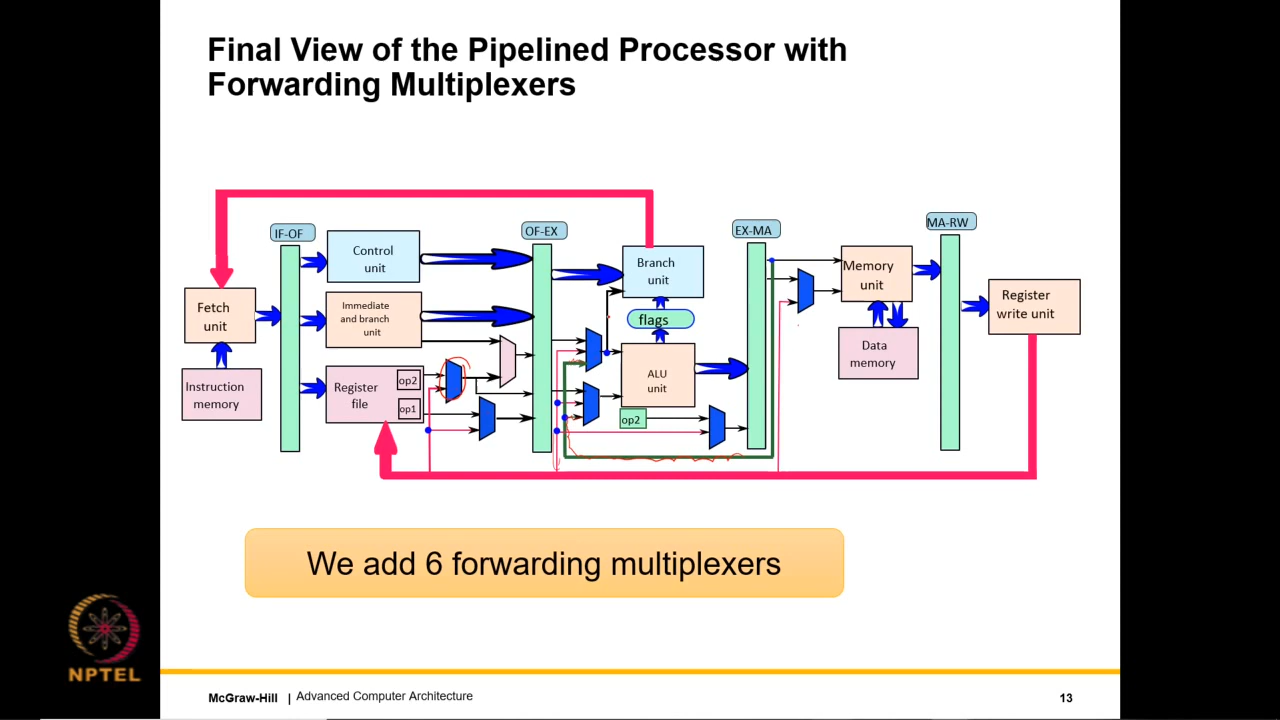 Final View of the Pipelined Processor with
Forwarding Multiplexers
IF-OF
OF-EX
EX-MA
MA-RW
Control
unit
Branch
unit
Memory
unit
Fetch
unit
Immediate
and branch
unit
flags
Register
write unit
Instruction
memory
Register
file
op2
op1
ALU
unit
op2
Data
memory
We add 6 forwarding multiplexers
NPTEL
McGraw-Hill | Advanced Computer Architecture
13